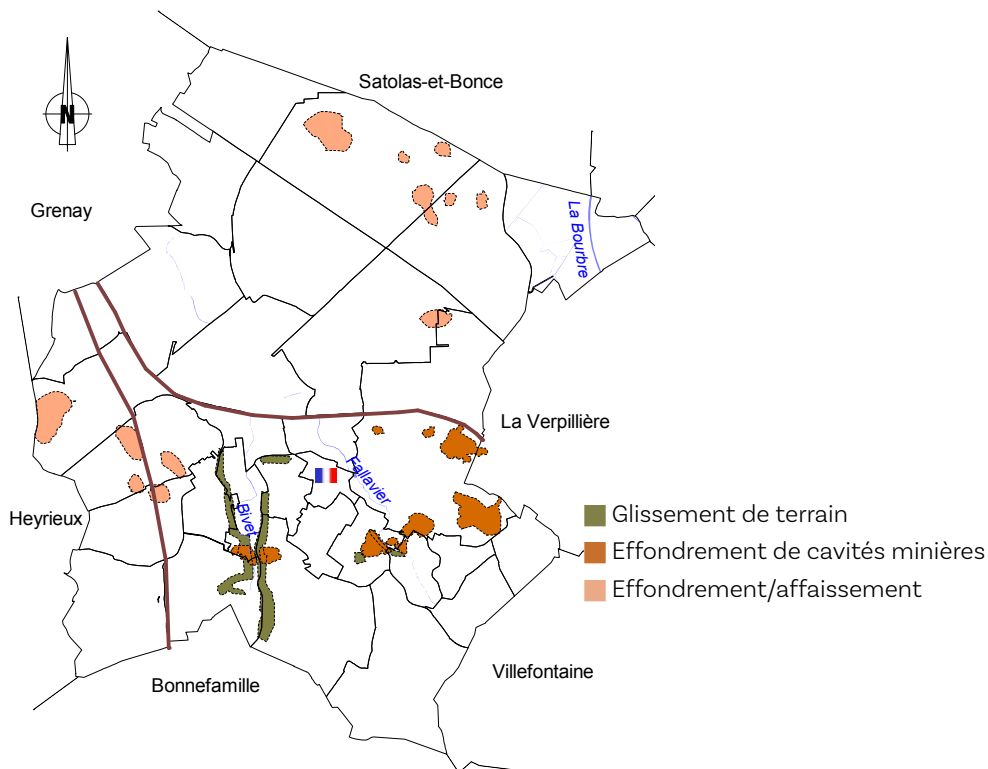 Satolas-et-Bonce
N
Grenay
La Bourbre
La Verpillière
Fallavier
Heyrieux
Bivet
Glissement de terrain
Effondrement de cavités minières
Effondrement/affaissement
Villefontaine
Bonnefamille